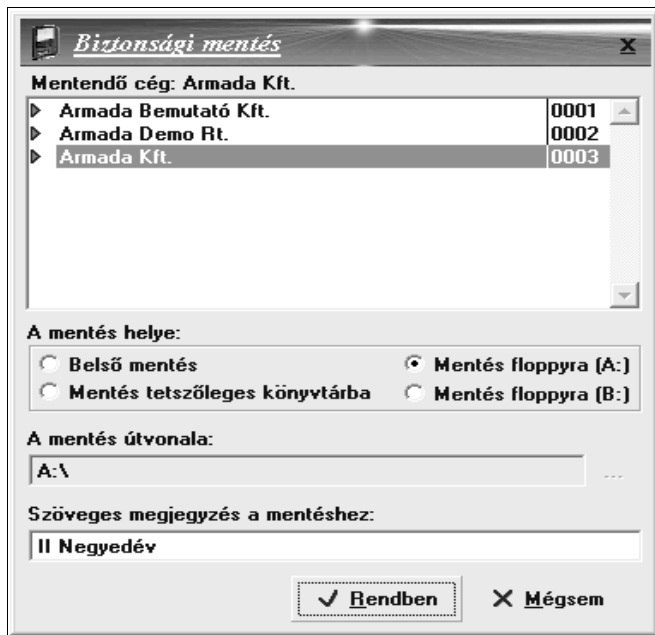 Biztonsági mentés
Mentendő cég: Armada Kft.
Armada Bemutató Kft. 0001
Armada Demo Rt. 0002
Armada Kft. 0003
A mentés helye:
Belső mentés Mentés floppyra (A:)
Mentés tetszőleges könyvtárba Mentés floppyra (B:)
A mentés útvonala:
A:\ ...
Szöveges megjegyzés a mentéshez:
II Negyedév
Rendben Mégsem